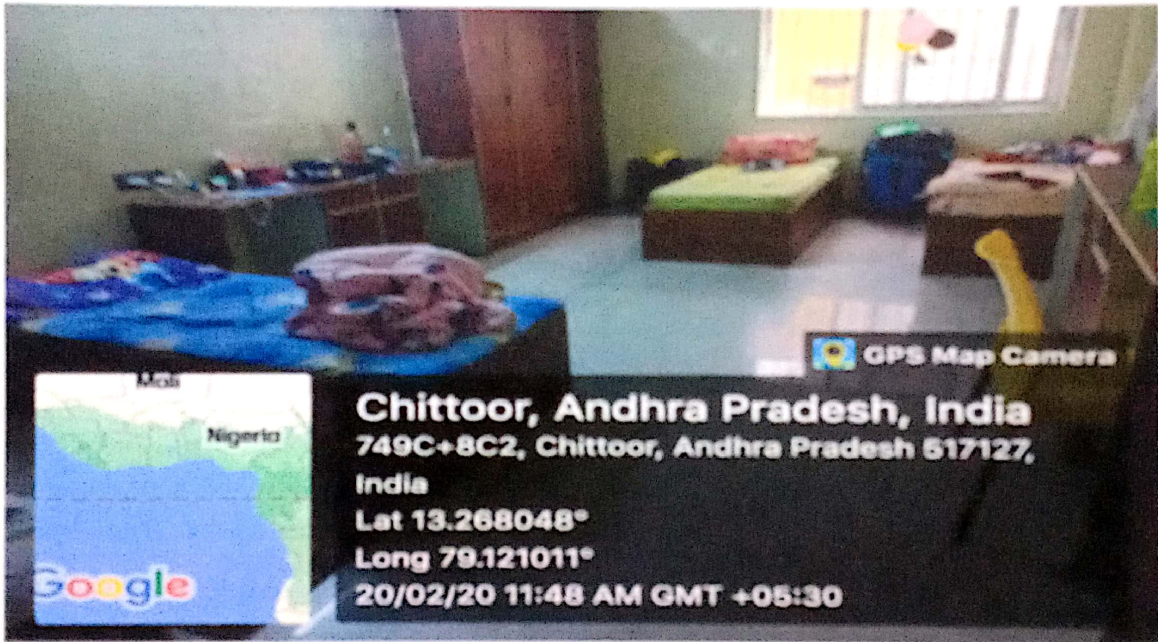 GPS Map Camera
Mali
Nigeria
Google
Chittoor, Andhra Pradesh, India
749C+8C2, Chittoor, Andhra Pradesh 517127,
India
Lat 13.268048°
Long 79.121011°
20/02/20 11:48 AM GMT +05:30